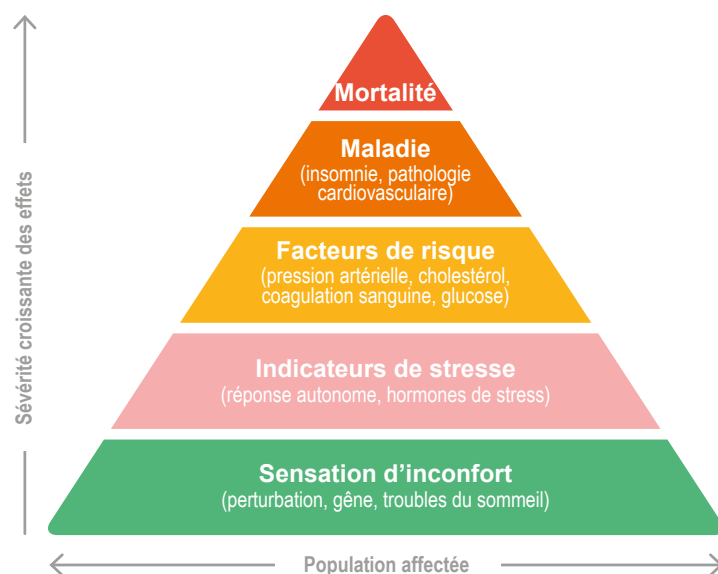 Mortalité
Maladie
(insomnie, pathologie
cardiovasculaire)
Facteurs de risque
(pression artérielle, cholestérol,
coagulation sanguine, glucose)
Indicateurs de stresse
(réponse autonome, hormones de stress)
Sensation d’inconfort
(perturbation, gêne, troubles du sommeil)
Sévérité croissante des effets
Population affectée